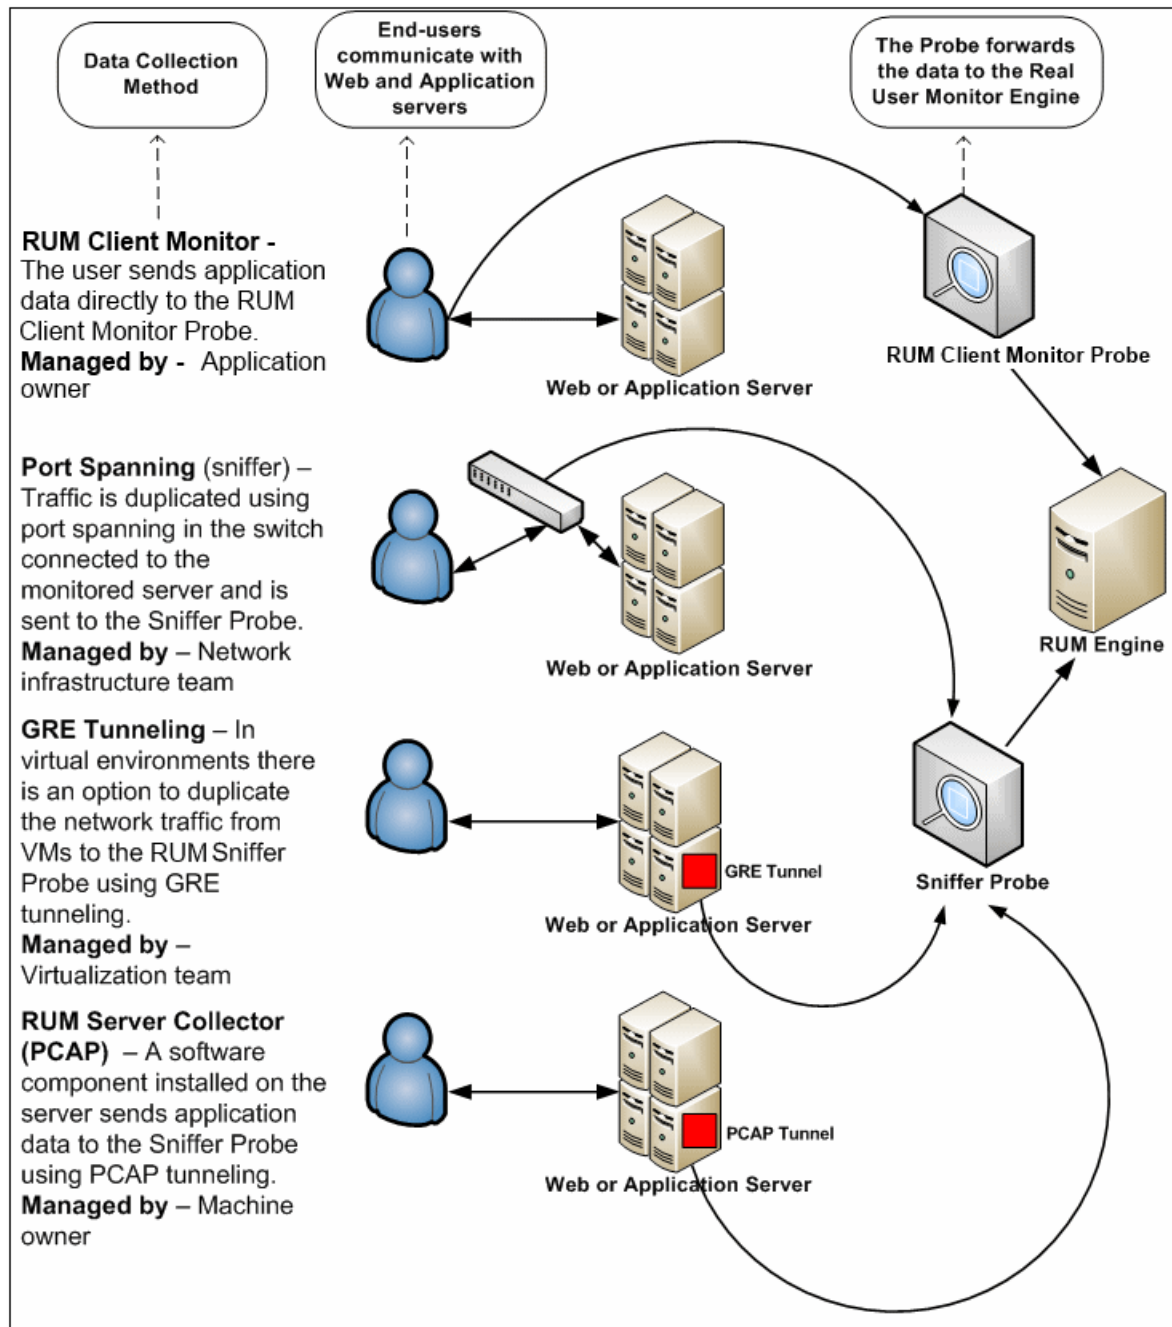 Data Collection
Method
End-users
communicate with
Web and Application
servers
The Probe forwards
the data to the Real
User Monitor Engine
RUM Client Monitor -
The user sends application
data directly to the RUM
Client Monitor Probe.
Managed by - Application
owner
Web or Application Server
RUM Client Monitor Probe
Port Spanning (sniffer) –
Traffic is duplicated using
port spanning in the switch
connected to the
monitored server and is
sent to the Sniffer Probe.
Managed by – Network
infrastructure team
Web or Application Server
RUM Engine
GRE Tunneling – In
virtual environments there
is an option to duplicate
the network traffic from
VMs to the RUM Sniffer
Probe using GRE
tunneling.
Managed by –
Virtualization team
GRE Tunnel
Web or Application Server
Sniffer Probe
RUM Server Collector
(PCAP) – A software
component installed on the
server sends application
data to the Sniffer Probe
using PCAP tunneling.
Managed by – Machine
owner
PCAP Tunnel
Web or Application Server